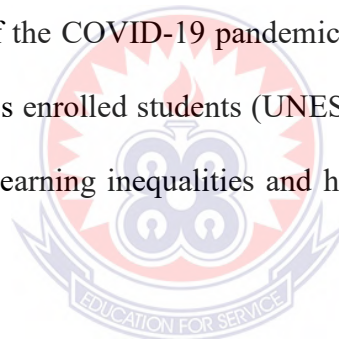 f the COVID-19 pandemic
s enrolled students (UNES
earning inequalities and h
EDUCATION FOR SERVICE